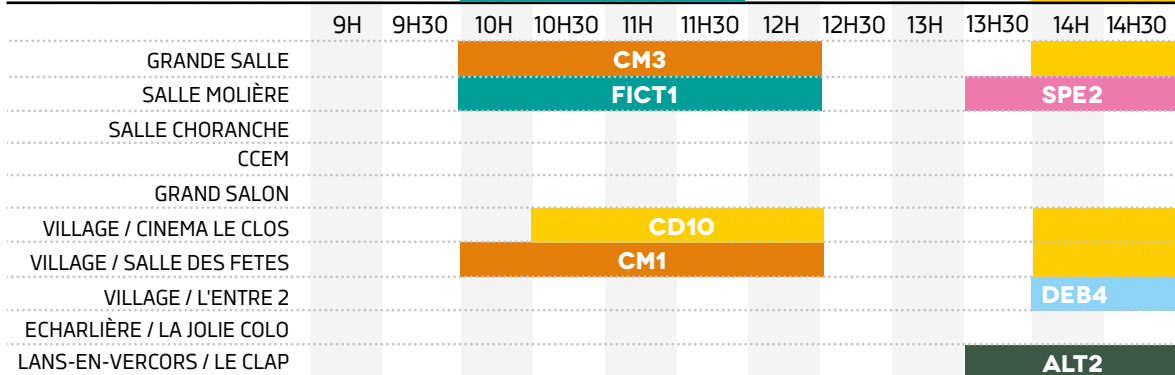 9H 9H30 10H 10H30 11H 11H30 12H 12H30 13H 13H30 14H 14H30
GRANDE SALLE CM3
SALLE MOLIÈRE FICT1 SPE2
SALLE CHORANCHE
CCEM
GRAND SALON
VILLAGE / CINEMA LE CLOS CD10
VILLAGE / SALLE DES FETES CM1
VILLAGE / L'ENTRE 2 DEB4
ECHARLIÈRE / LA JOLIE COLO
LANS-EN-VERCORS / LE CLAP ALT2